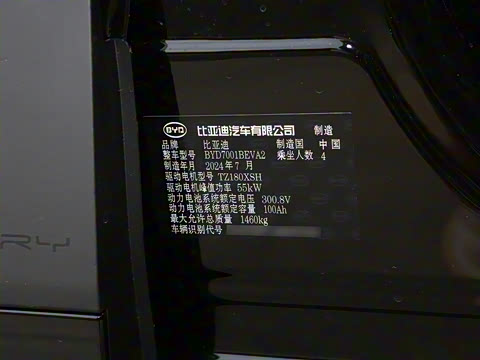 BYD 比亚迪汽车有限公司 制造
品牌 比亚迪 制造国 中国
整车型号 BYD7001BEVA2 乘坐人数 4
制造年月 2024年7月
驱动电机型号 TZ180XSH
驱动电机峰值功率 55kW
动力电池系统额定电压 300.8V
动力电池系统额定容量 100Ah
最大允许总质量 1460kg
车辆识别代号